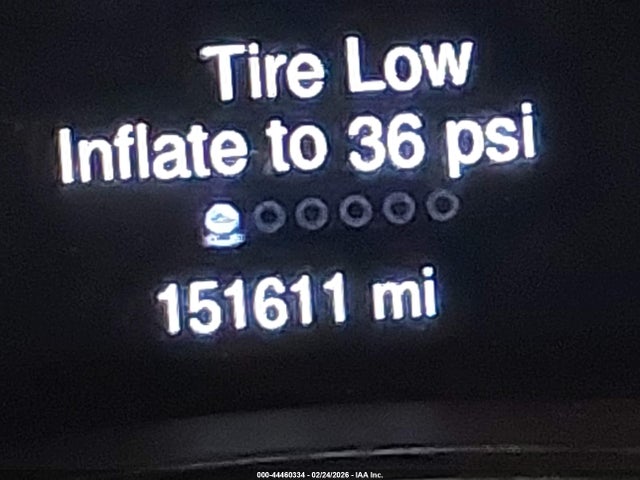 Tire Low
Inflate to 36 psi
151611 mi
000-44460334 - 02/24/2026 - IAA Inc.